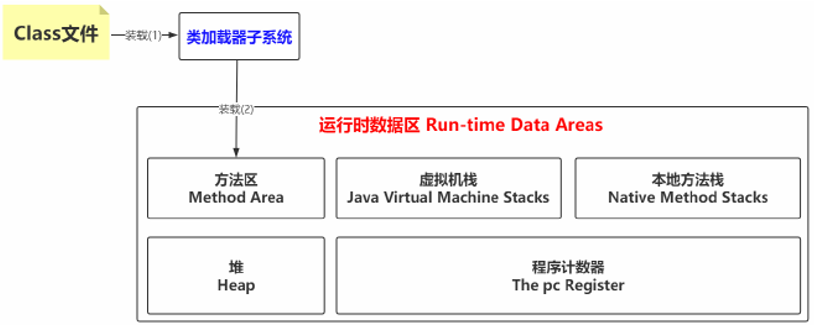 Class文件
装载(1)
类加载器子系统
装载(2)
运行时数据区 Run-time Data Areas
方法区
Method Area
虚拟机栈
Java Virtual Machine Stacks
本地方法栈
Native Method Stacks
堆
Heap
程序计数器
The pc Register